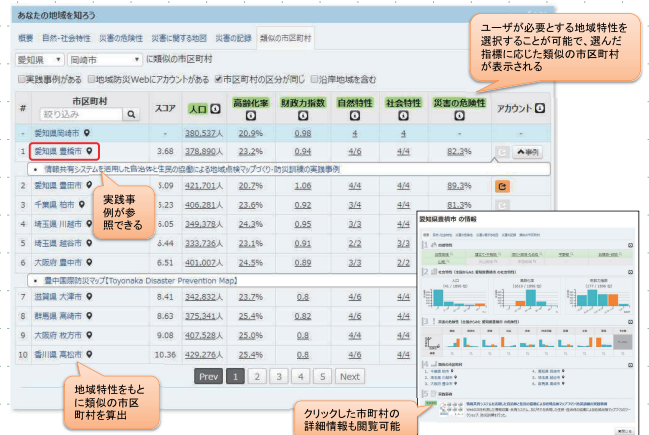 あなたの地域を知ろう
概要 自然・社会特性 災害の危険性 災害に関する地図 災害の記録 類似の市区町村
愛知県 岡崎市 に類似の市区町村
実践事例がある 地域防災Webにアカウントがある 市区町村の区分が同じ 沿岸地域を含む
ユーザが必要とする地域特性を
選択することが可能で、選んだ
指標に応じた類似の市区町村
が表示される
# 市区町村 スコア 人口 高齢化率 財政力指数 自然特性 社会特性 災害の危険性 アカウント
絞り込み
- 愛知県岡崎市 - 380,537人 20.9% 0.98 4 4 - -
1 愛知県 豊橋市 3.68 378,890人 23.2% 0.94 4/6 4/4 82.3% 事例
• 情報共有システムを活用した自治体と住民の協働による地域点検マップづくり・防災訓練の実践事例
2 愛知県 豊田市 5.09 421,701人 20.7% 1.06 4/4 4/4 89.3%
3 千葉県 柏市 5.23 406,281人 23.6% 0.92 3/4 4/4 81.3%
4 埼玉県 川越市 6.05 349,378人 24.3% 0.95 3/4 4/4
5 埼玉県 越谷市 6.44 333,736人 23.1% 0.91 2/2 3/3
6 大阪府 豊中市 6.51 401,007人 24.5% 0.89 3/3 2/2
• 豊中国際防災マップ【Toyonaka Disaster Prevention Map】
7 滋賀県 大津市 8.41 342,832人 23.7% 0.8 4/6 4/4
8 群馬県 高崎市 8.63 375,341人 25.4% 0.82 4/6 4/4
9 大阪府 枚方市 9.08 407,528人 25.0% 0.8 4/4 4/4
10 香川県 高松市 10.36 429,276人 25.4% 0.8 4/6 4/4
Prev 1 2 3 4 5 Next
実践事
例が参
照できる
地域特性をもと
に類似の市区
町村を算出
クリックした市町村の
詳細情報も閲覧可能
愛知県豊橋市 の情報